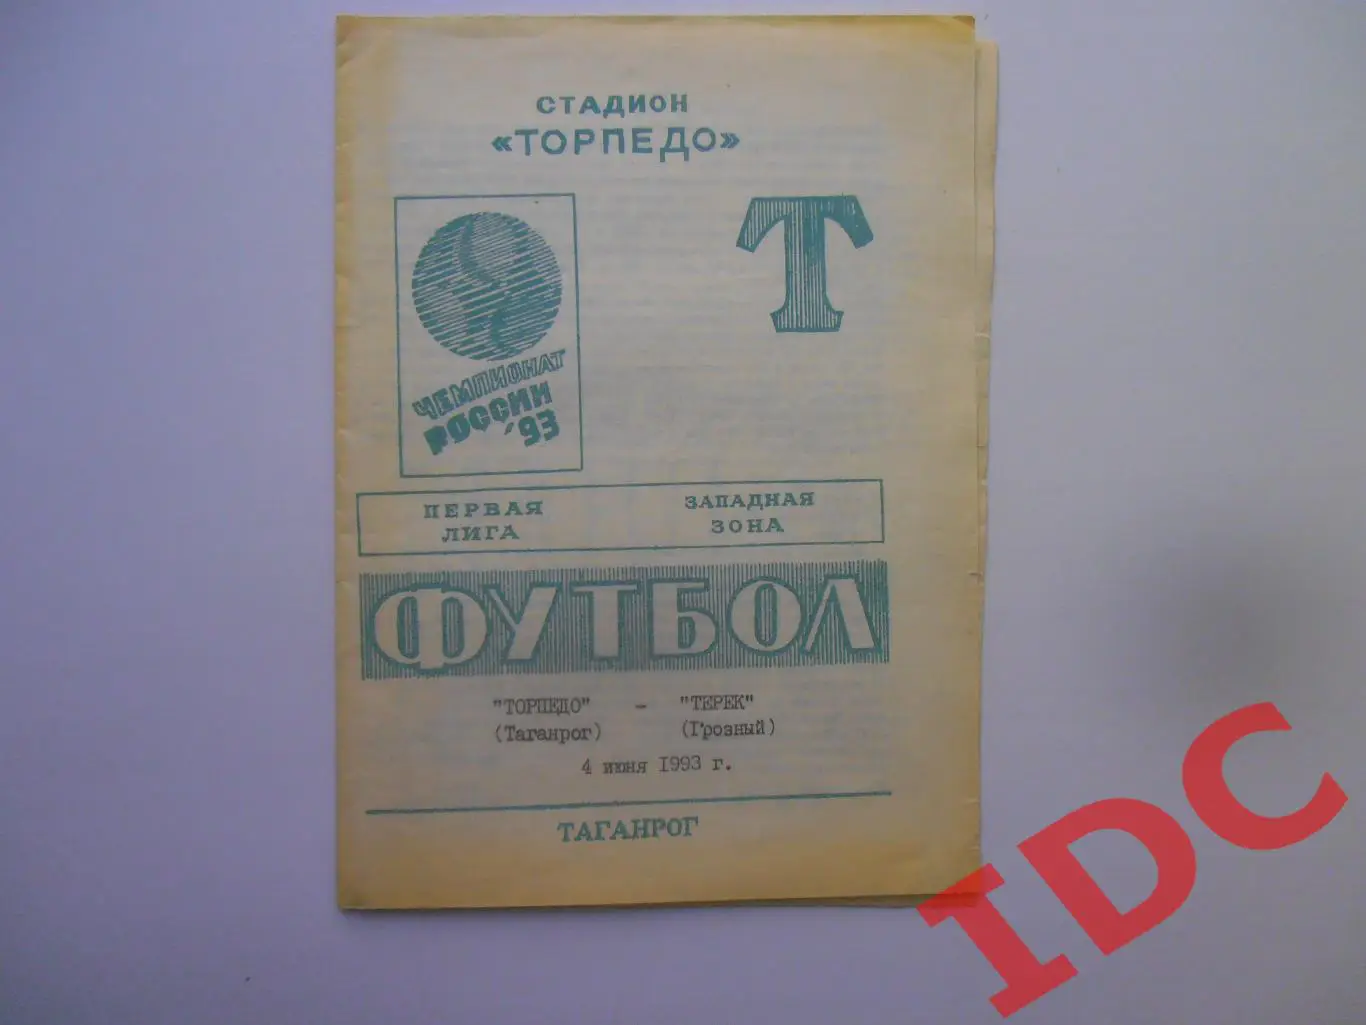 СТАДИОН
«ТОРПЕДО»
Т
ЧЕМПИОНАТ
РОССИИ
'93
ПЕРВАЯ
ЛИГА
ЗАПАДНАЯ
ЗОНА
ФУТБОЛ
"ТОРПЕДО" - "ТЕРЕК"
(Таганрог) (Грозный)
4 июня 1993 г.
ТАГАНРОГ
IDC